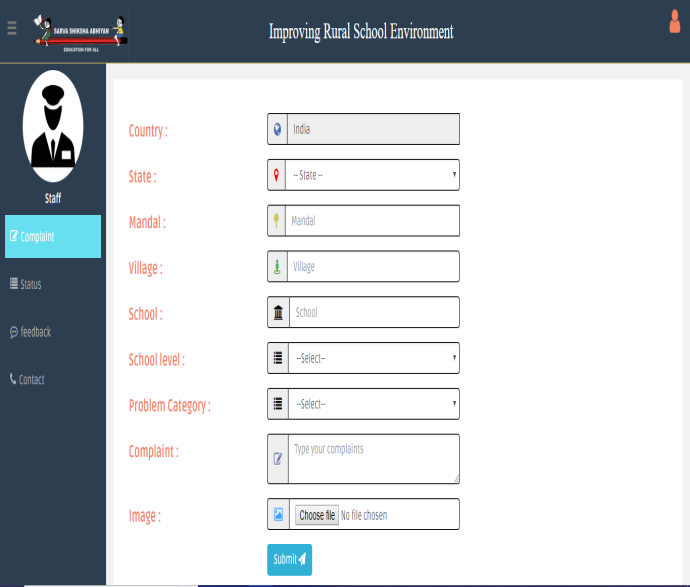 SARVA SHIKSHA ABHIYAN
EDUCATION FOR ALL
Improving Rural School Environment
Staff
Complaint
Status
feedback
Contact
Country :
India
State :
-- State --
Mandal :
Mandal
Village :
Village
School :
School
School level :
--Select--
Problem Category :
--Select--
Complaint :
Type your complaints
Image :
Choose file No file chosen
Submit